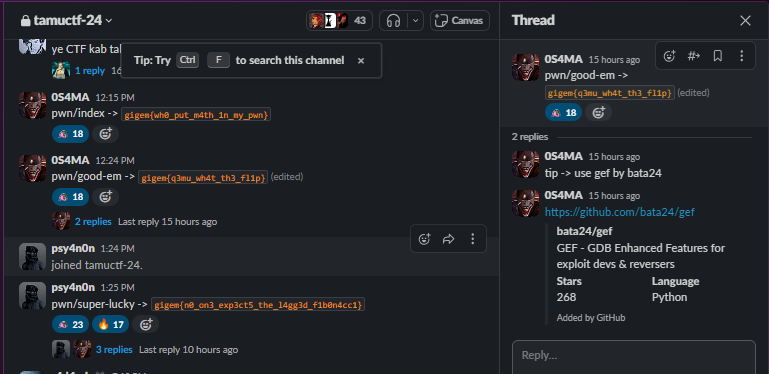 tamuctf-24
43
Canvas
ye CTF kab
1 reply
Tip: Try Ctrl F to search this channel
0S4MA 12:15 PM
pwn/index -> gigem{wh0_put_m4th_1n_my_pwn}
18
0S4MA 12:24 PM
pwn/good-em -> gigem{q3mu_wh4t_th3_fl1p} (edited)
18
2 replies Last reply 15 hours ago
psy4n0n 1:24 PM
joined tamuctf-24.
psy4n0n 1:25 PM
pwn/super-lucky -> gigem{n0_on3_exp3ct5_the_l4gg3d_f1b0n4cc1}
23 17
3 replies Last reply 10 hours ago
Thread
0S4MA 15 hours ago
pwn/good-em ->
gigem{q3mu_wh4t_th3_fl1p} (edited)
18
2 replies
0S4MA 15 hours ago
tip -> use gef by bata24
0S4MA 15 hours ago
https://github.com/bata24/gef
bata24/gef
GEF - GDB Enhanced Features for
exploit devs & reversers
Stars Language
268 Python
Added by GitHub
Reply...